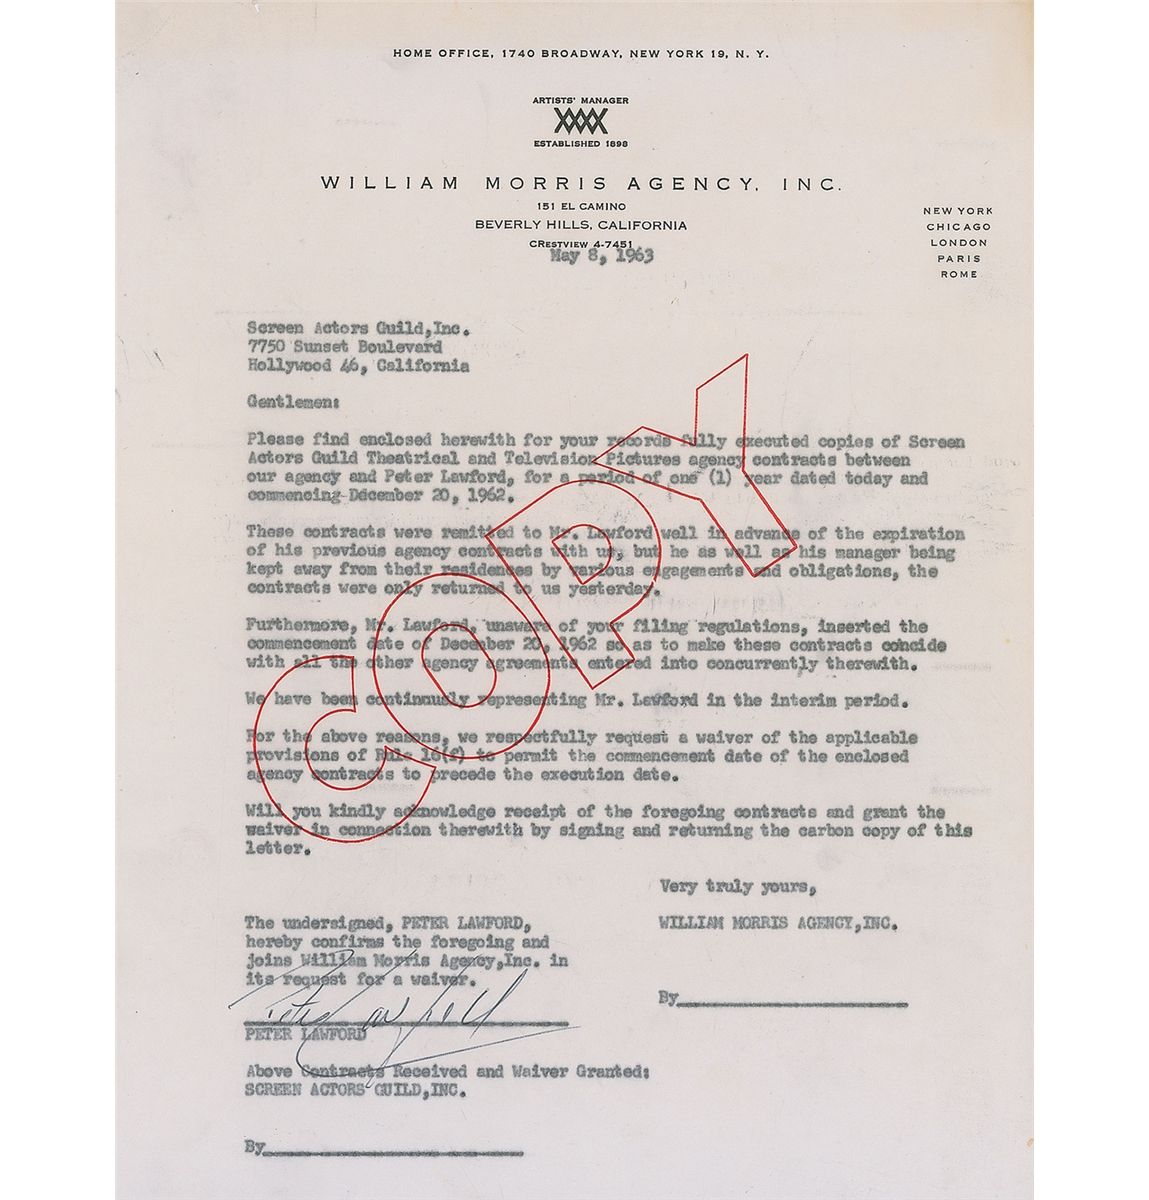 HOME OFFICE, 1740 BROADWAY, NEW YORK 19, N. Y.
ARTISTS' MANAGER
ESTABLISHED 1898
WILLIAM MORRIS AGENCY, INC.
151 EL CAMINO
BEVERLY HILLS, CALIFORNIA
CRESTVIEW 4-7451
NEW YORK
CHICAGO
LONDON
PARIS
ROME
May 8, 1963
Screen Actors Guild,Inc.
7750 Sunset Boulevard
Hollywood 46, California
Gentlemen:
Please find enclosed herewith for your records fully executed copies of Screen
Actors Guild Theatrical and Television Pictures agency contracts between
our agency and Peter Lawford, for a period of one (1) year dated today and
commencing December 20, 1962.
These contracts were remitted to Mr. Lawford well in advance of the expiration
of his previous agency contracts with us, but he as well as his manager being
kept away from their residences by various engagements and obligations, the
contracts were only returned to us yesterday.
Furthermore, Mr. Lawford, unaware of your filing regulations, inserted the
commencement date of December 20, 1962 so as to make these contracts coincide
with all the other agency agreements entered into concurrently therewith.
We have been continuously representing Mr. Lawford in the interim period.
For the above reasons, we respectfully request a waiver of the applicable
provisions of Rule 16(f) to permit the commencement date of the enclosed
agency contracts to precede the execution date.
Will you kindly acknowledge receipt of the foregoing contracts and grant the
waiver in connection therewith by signing and returning the carbon copy of this
letter.
COPY
Very truly yours,
WILLIAM MORRIS AGENCY,INC.
By
The undersigned, PETER LAWFORD,
hereby confirms the foregoing and
joins William Morris Agency,Inc. in
its request for a waiver.
Peter Lawford
PETER LAWFORD
Above Contracts Received and Waiver Granted:
SCREEN ACTORS GUILD,INC.
By